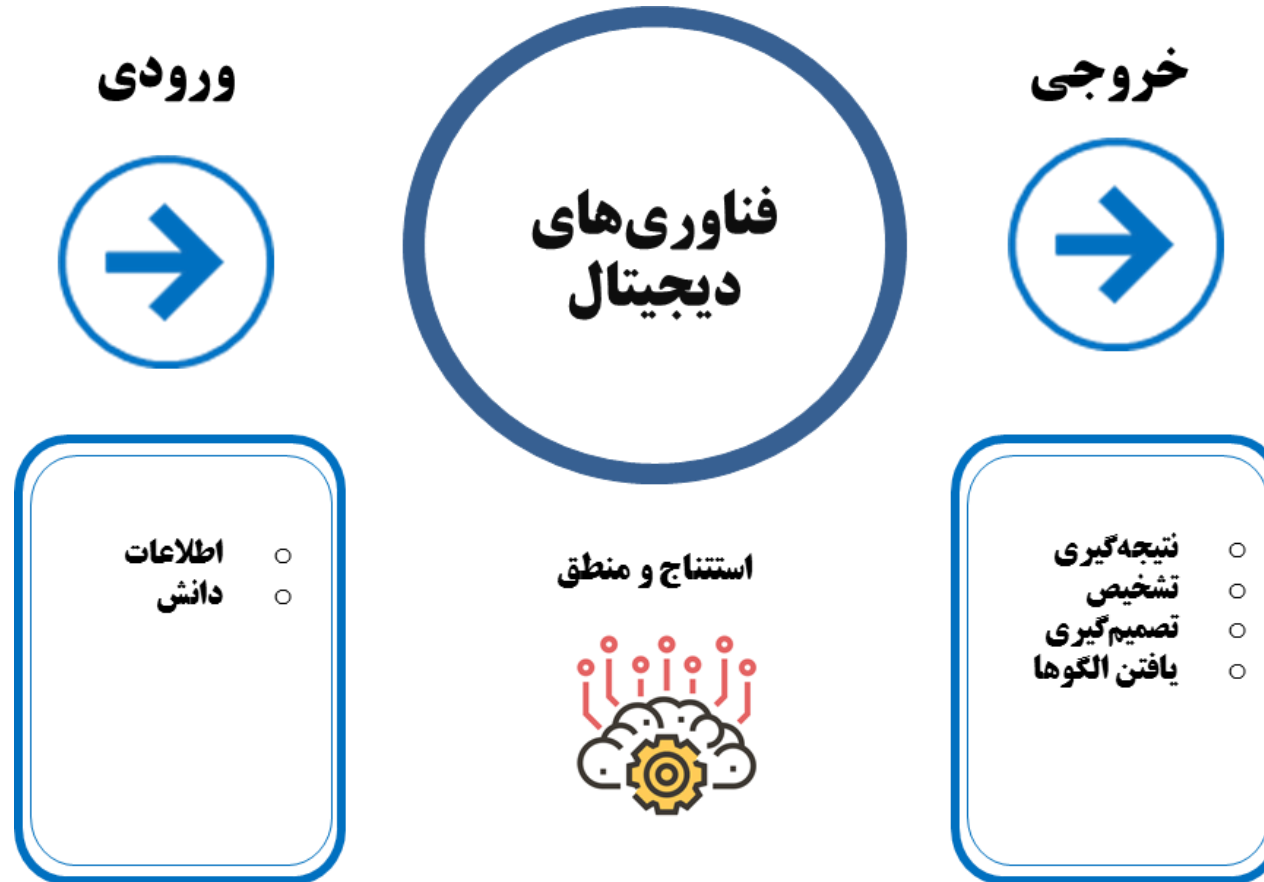 ورودی
اطلاعات
دانش
فناوری‌های
دیجیتال
استنتاج و منطق
خروجی
نتیجه‌گیری
تشخیص
تصمیم‌گیری
یافتن الگوها